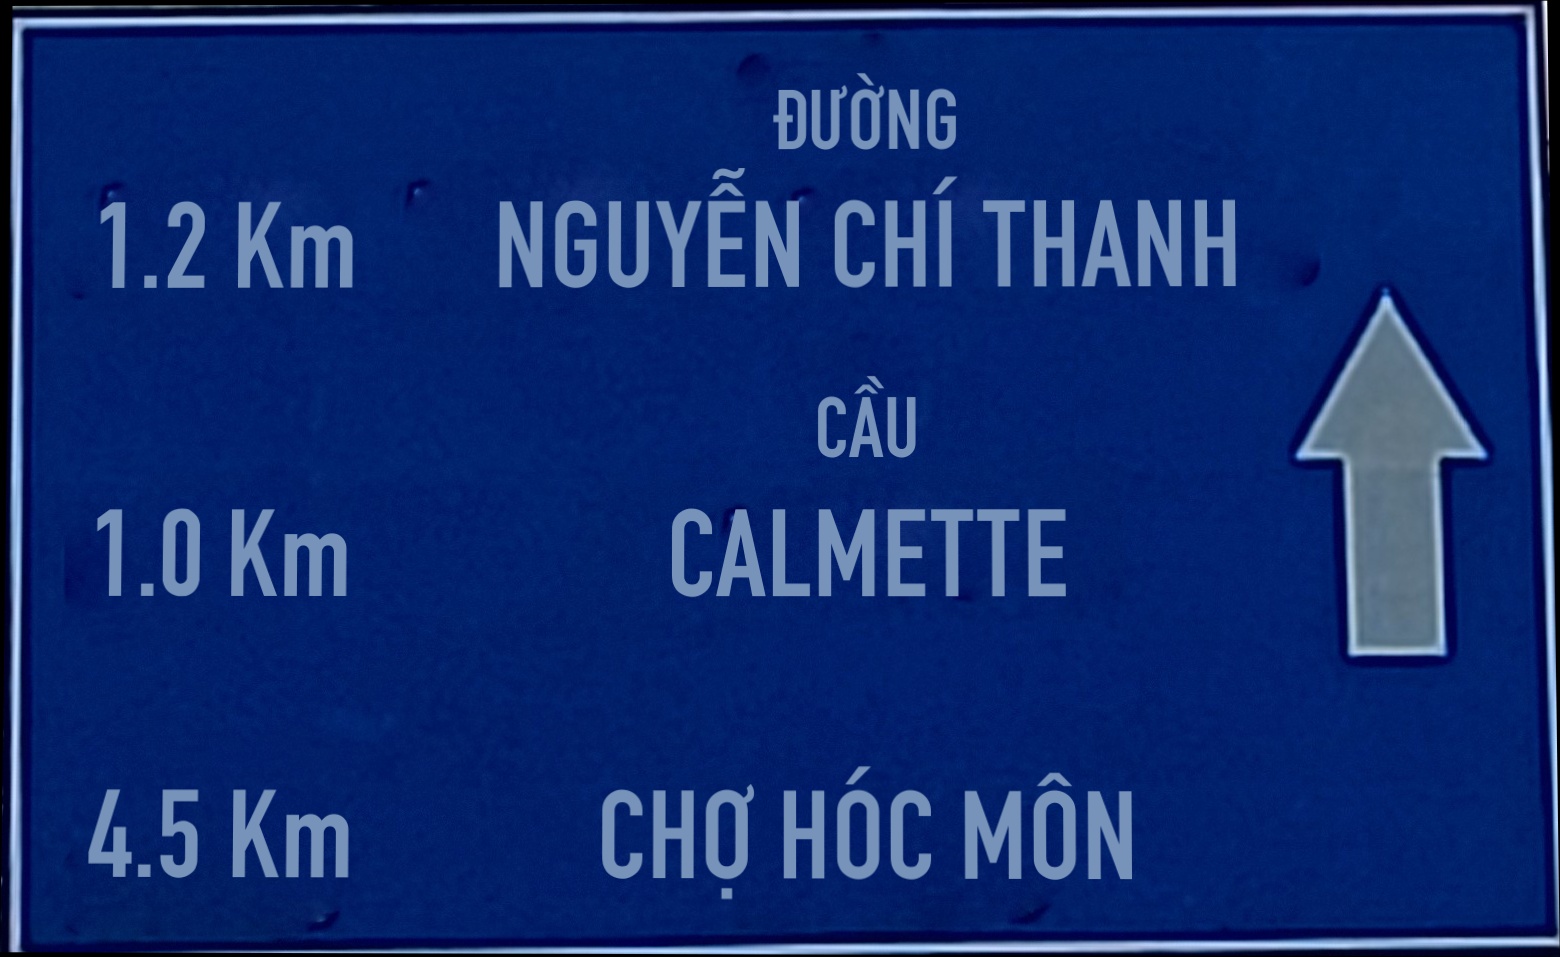 ĐƯỜNG
1.2 Km NGUYỄN CHÍ THANH
CẦU
1.0 Km CALMETTE
4.5 Km CHỢ HÓC MÔN